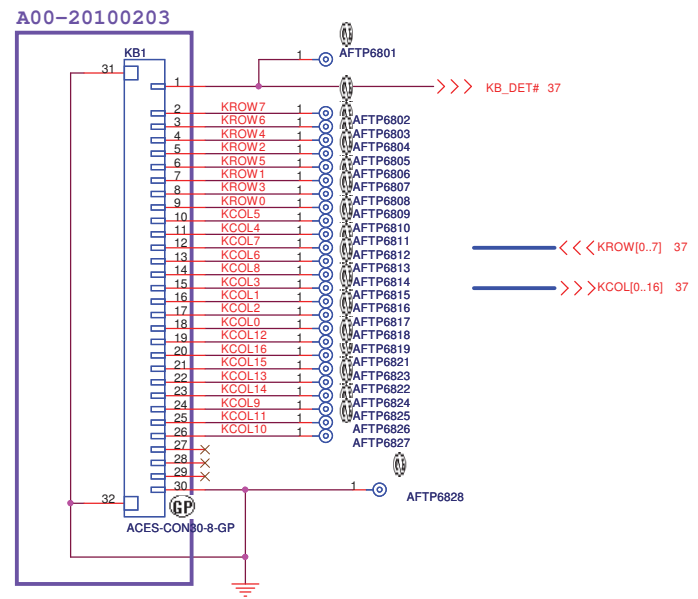 A00-20100203
KB1
31
1 1 AFTP6801
KB_DET# 37
2 KROW7 1 AFTP6802
3 KROW6 1 AFTP6803
4 KROW4 1 AFTP6804
5 KROW2 1 AFTP6805
6 KROW5 1 AFTP6806
7 KROW1 1 AFTP6807
8 KROW3 1 AFTP6808
9 KROW0 1 AFTP6809
10 KCOL5 1 AFTP6810
11 KCOL4 1 AFTP6811
12 KCOL7 1 AFTP6812
13 KCOL6 1 AFTP6813
14 KCOL8 1 AFTP6814
15 KCOL3 1 AFTP6815
16 KCOL1 1 AFTP6816
17 KCOL2 1 AFTP6817
18 KCOL0 1 AFTP6818
19 KCOL12 1 AFTP6819
20 KCOL16 1 AFTP6821
21 KCOL15 1 AFTP6823
22 KCOL13 1 AFTP6822
23 KCOL14 1 AFTP6824
24 KCOL9 1 AFTP6825
25 KCOL11 1 AFTP6826
26 KCOL10 1 AFTP6827
27
28
29
30 1 AFTP6828
32
GP
ACES-CON30-8-GP
KROW[0..7] 37
KCOL[0..16] 37